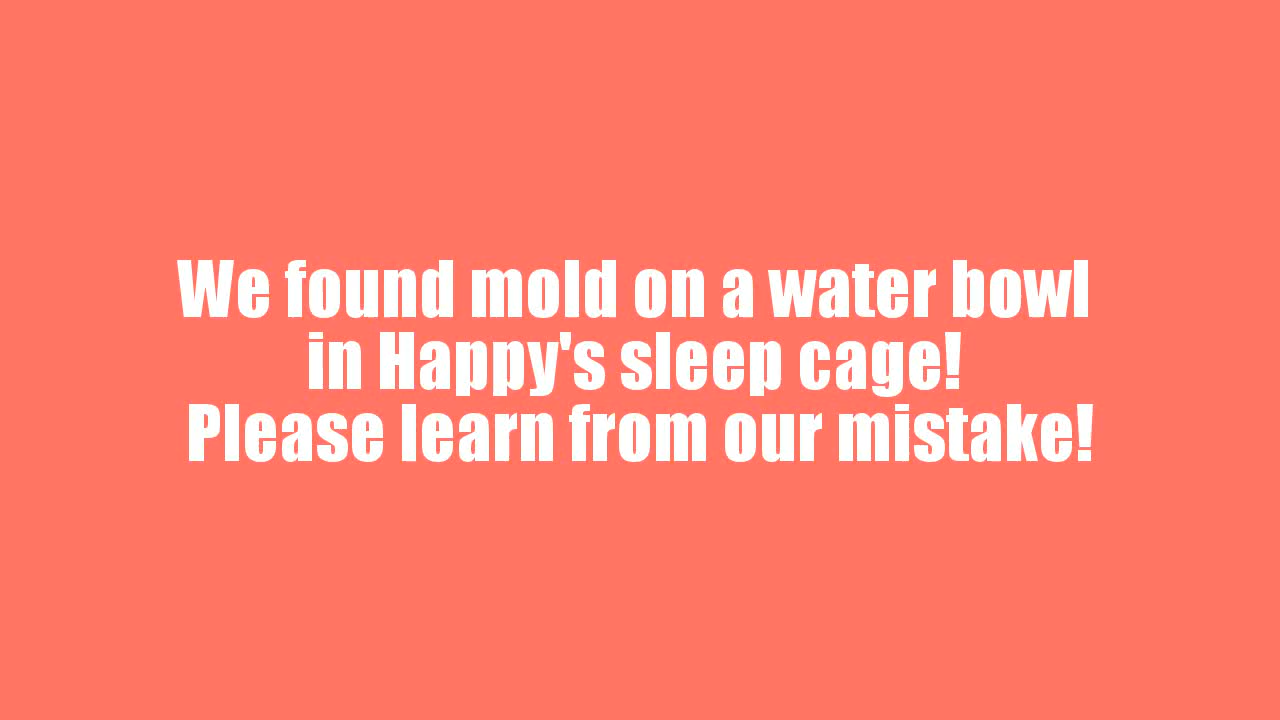 We found mold on a water bowl
in Happy's sleep cage!
Please learn from our mistake!